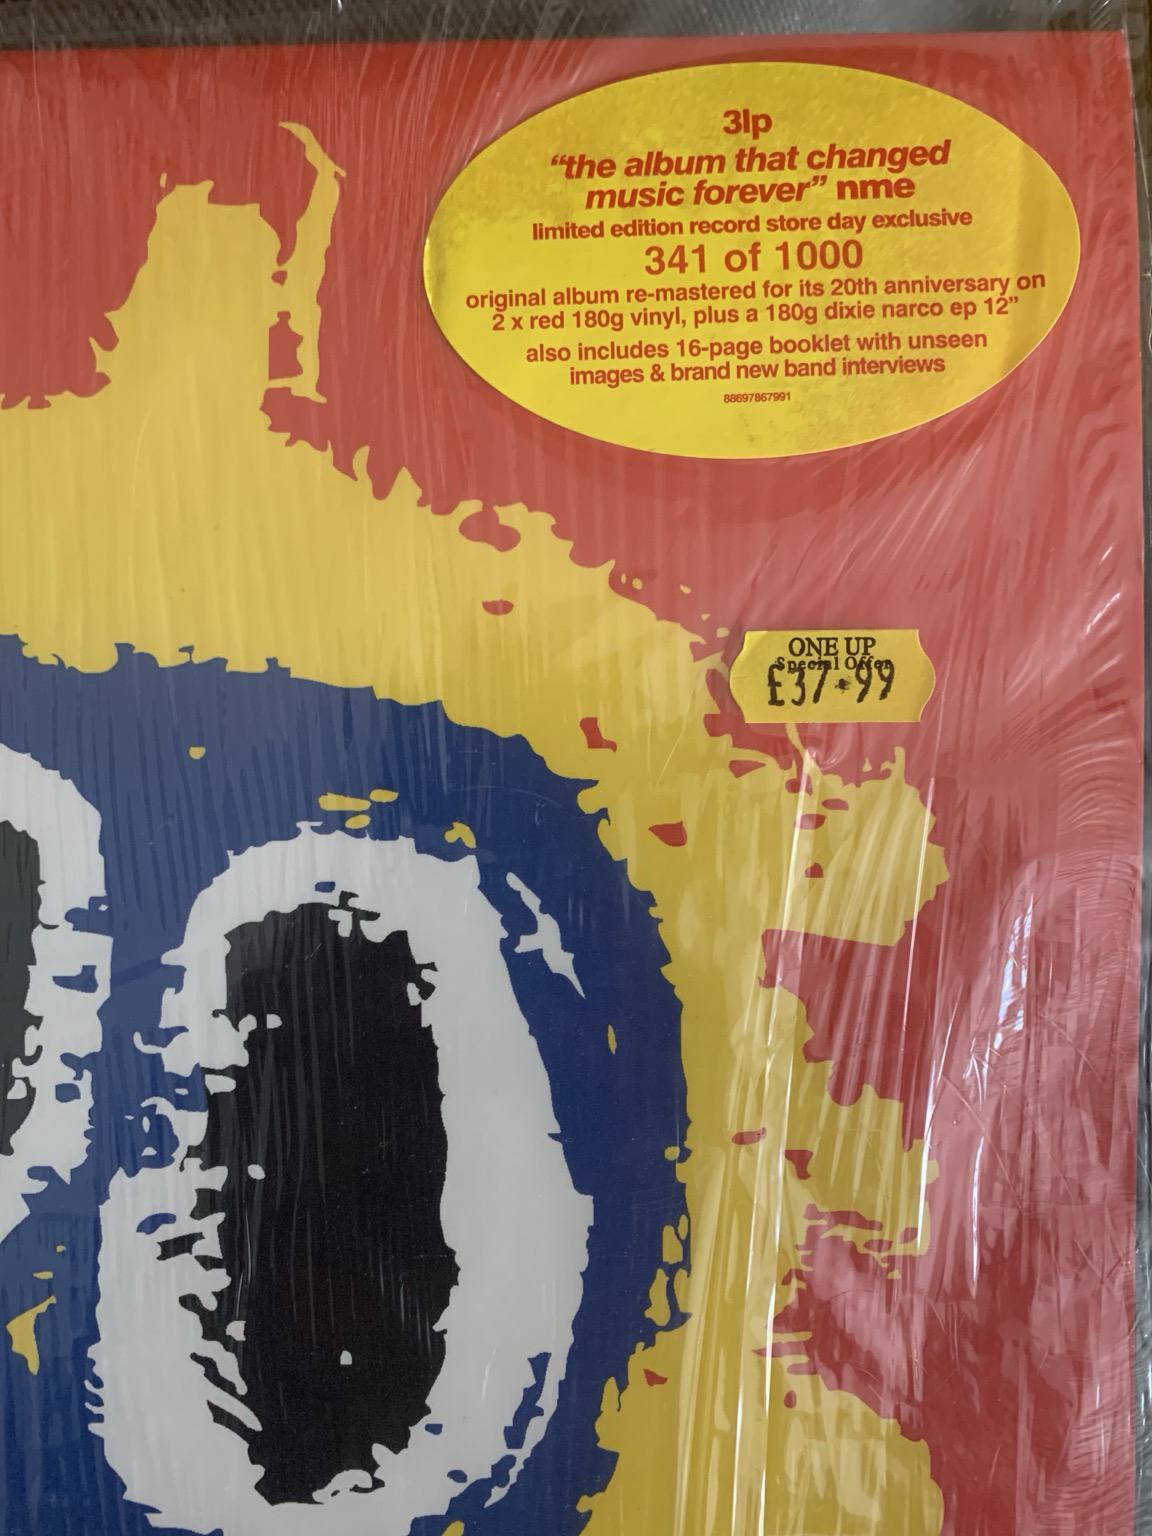 3lp
“the album that changed
music forever” nme
limited edition record store day exclusive
341 of 1000
original album re-mastered for its 20th anniversary on
2 x red 180g vinyl, plus a 180g dixie narco ep 12”
also includes 16-page booklet with unseen
images & brand new band interviews
88697867991
ONE UP
Special Offer
£37.99